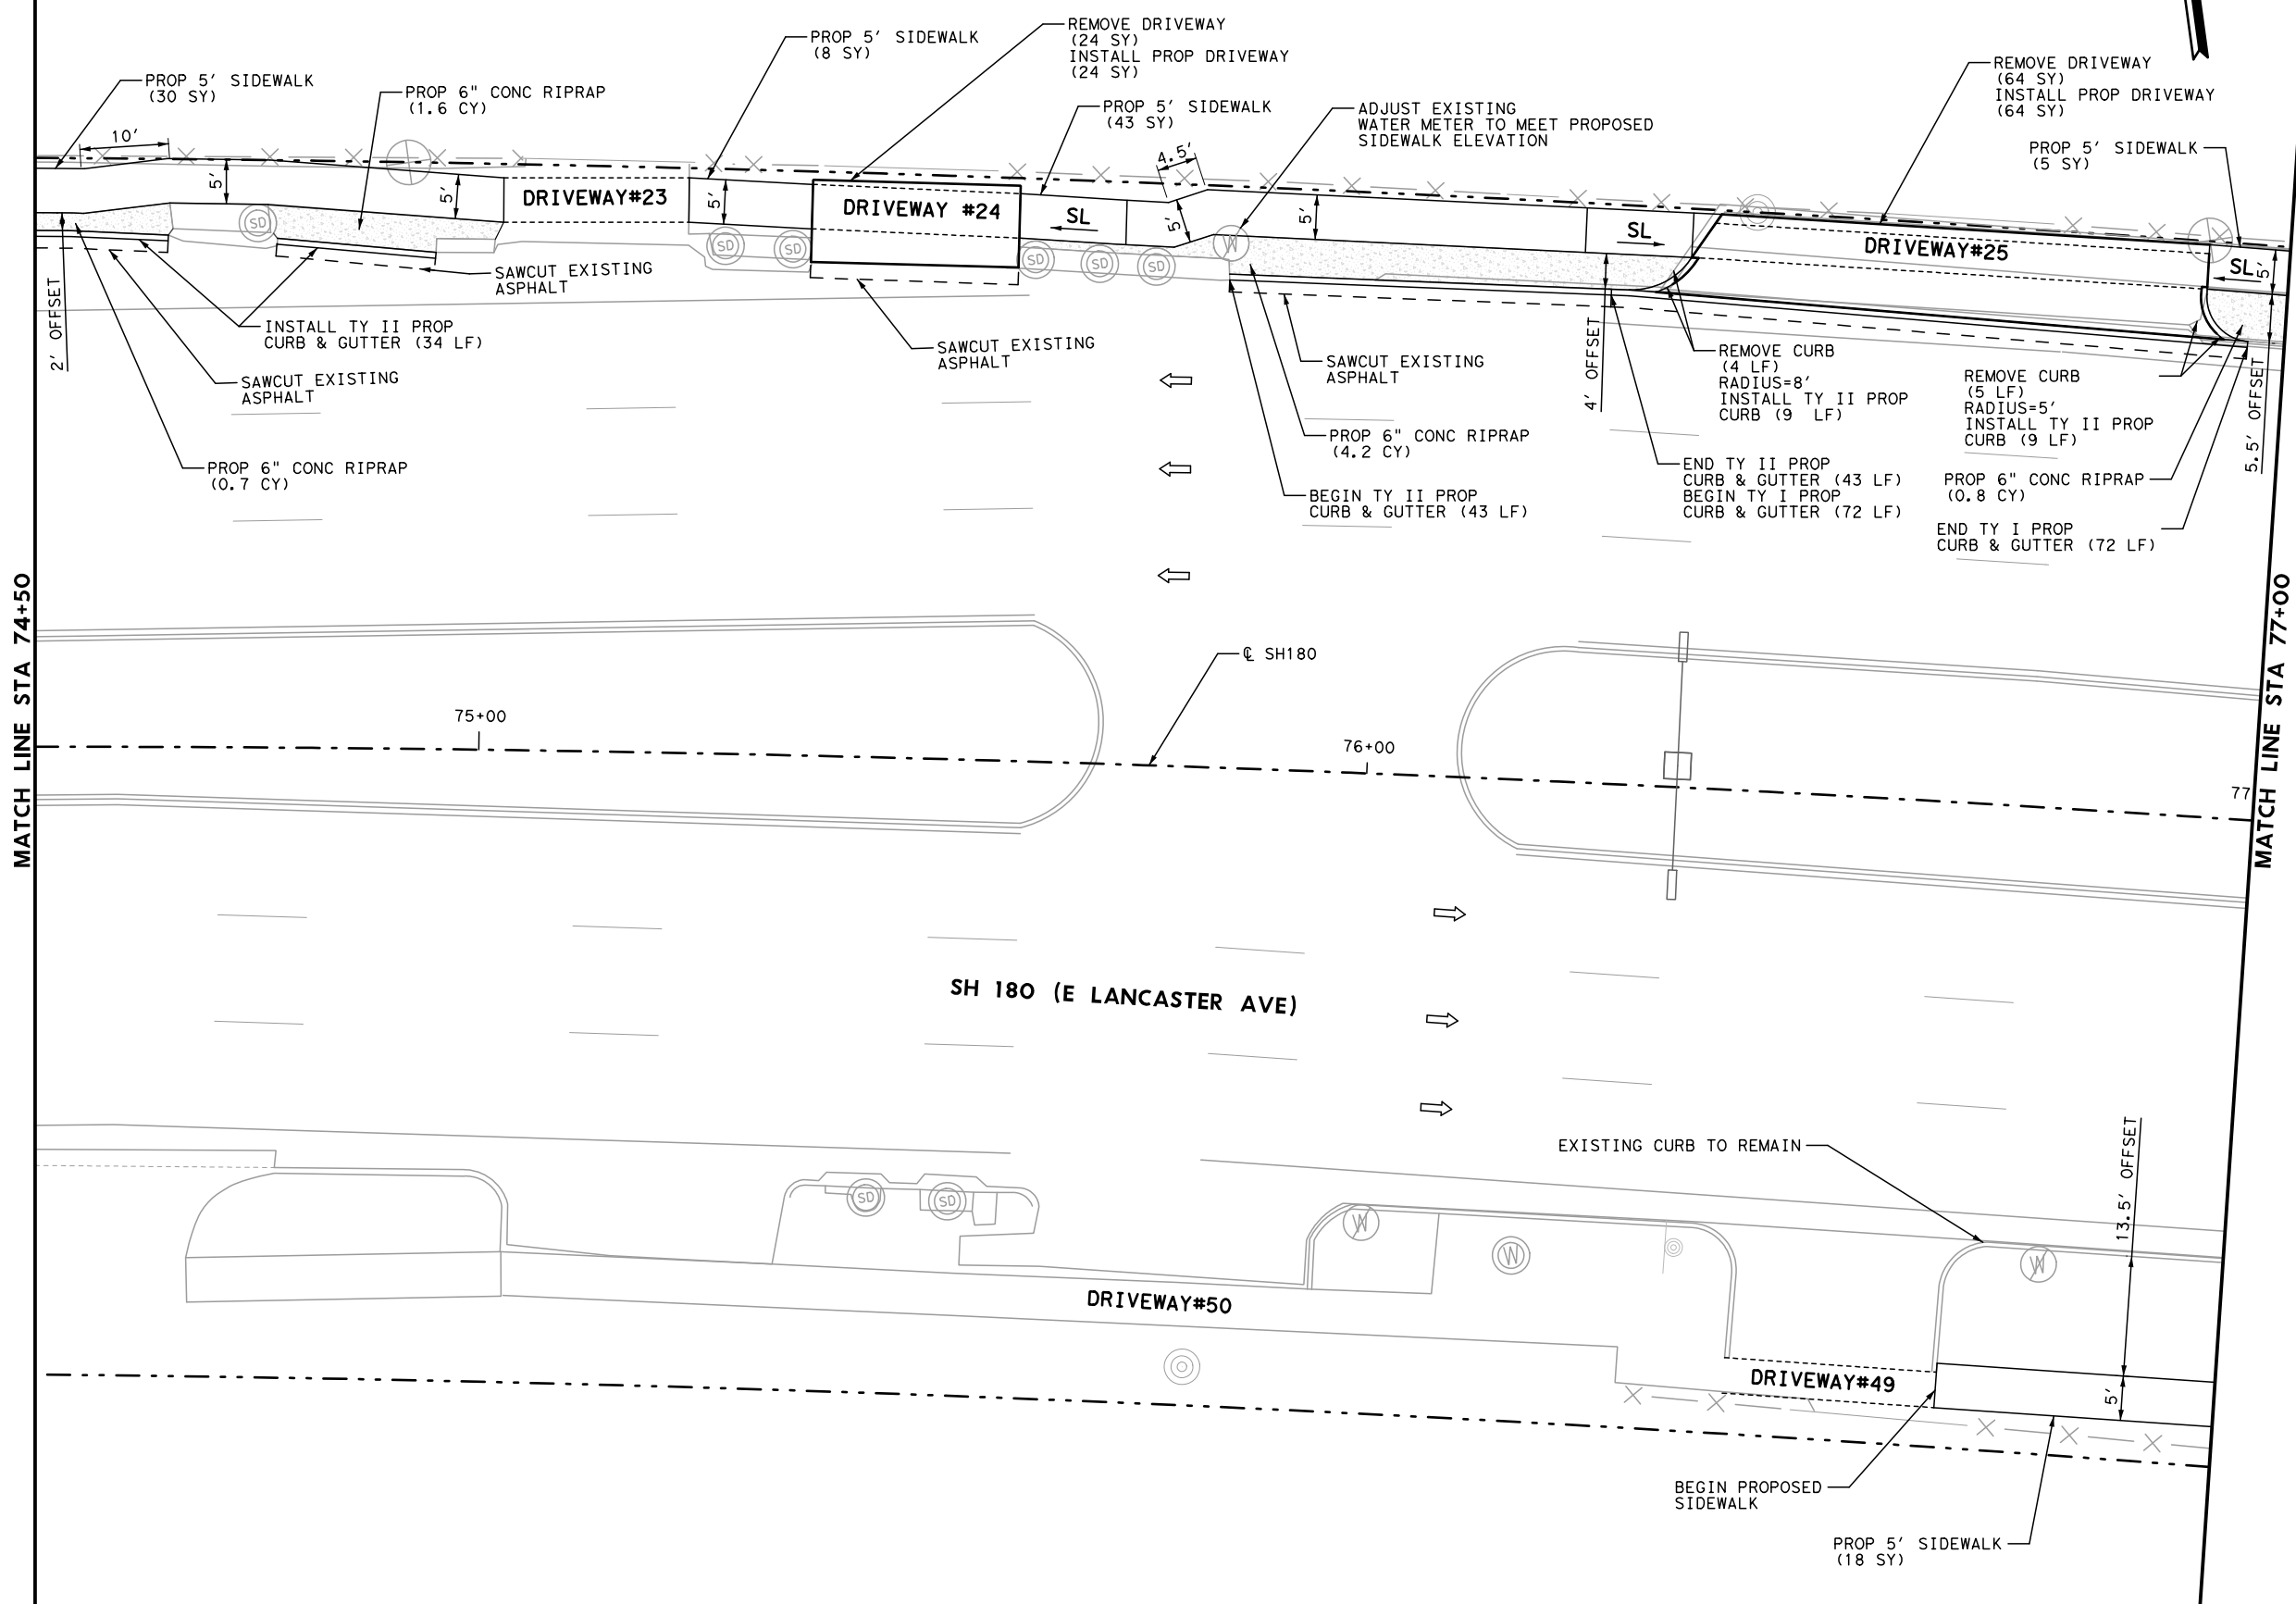 PROP 5' SIDEWALK
(30 SY)
10'
PROP 6" CONC RIPRAP
(1.6 CY)
PROP 5' SIDEWALK
(8 SY)
REMOVE DRIVEWAY
(24 SY)
INSTALL PROP DRIVEWAY
(24 SY)
PROP 5' SIDEWALK
(43 SY)
4.5'
ADJUST EXISTING
WATER METER TO MEET PROPOSED
SIDEWALK ELEVATION
REMOVE DRIVEWAY
(64 SY)
INSTALL PROP DRIVEWAY
(64 SY)
PROP 5' SIDEWALK
(5 SY)
5'
5'
DRIVEWAY#23
5'
DRIVEWAY #24
SL
5'
5'
SL
DRIVEWAY#25
SL
5'
SD
SD
SD
SD
SD
SD
W
2' OFFSET
SAWCUT EXISTING
ASPHALT
INSTALL TY II PROP
CURB & GUTTER (34 LF)
SAWCUT EXISTING
ASPHALT
PROP 6" CONC RIPRAP
(0.7 CY)
SAWCUT EXISTING
ASPHALT
SAWCUT EXISTING
ASPHALT
PROP 6" CONC RIPRAP
(4.2 CY)
BEGIN TY II PROP
CURB & GUTTER (43 LF)
4' OFFSET
REMOVE CURB
(4 LF)
RADIUS=8'
INSTALL TY II PROP
CURB (9 LF)
END TY II PROP
CURB & GUTTER (43 LF)
BEGIN TY I PROP
CURB & GUTTER (72 LF)
REMOVE CURB
(5 LF)
RADIUS=5'
INSTALL TY II PROP
CURB (9 LF)
PROP 6" CONC RIPRAP
(0.8 CY)
END TY I PROP
CURB & GUTTER (72 LF)
5.5' OFFSET
MATCH LINE STA 74+50
MATCH LINE STA 77+00
℄ SH180
75+00
76+00
77
SH 180 (E LANCASTER AVE)
EXISTING CURB TO REMAIN
13.5' OFFSET
SD
SD
W
W
W
DRIVEWAY#50
DRIVEWAY#49
5'
BEGIN PROPOSED
SIDEWALK
PROP 5' SIDEWALK
(18 SY)